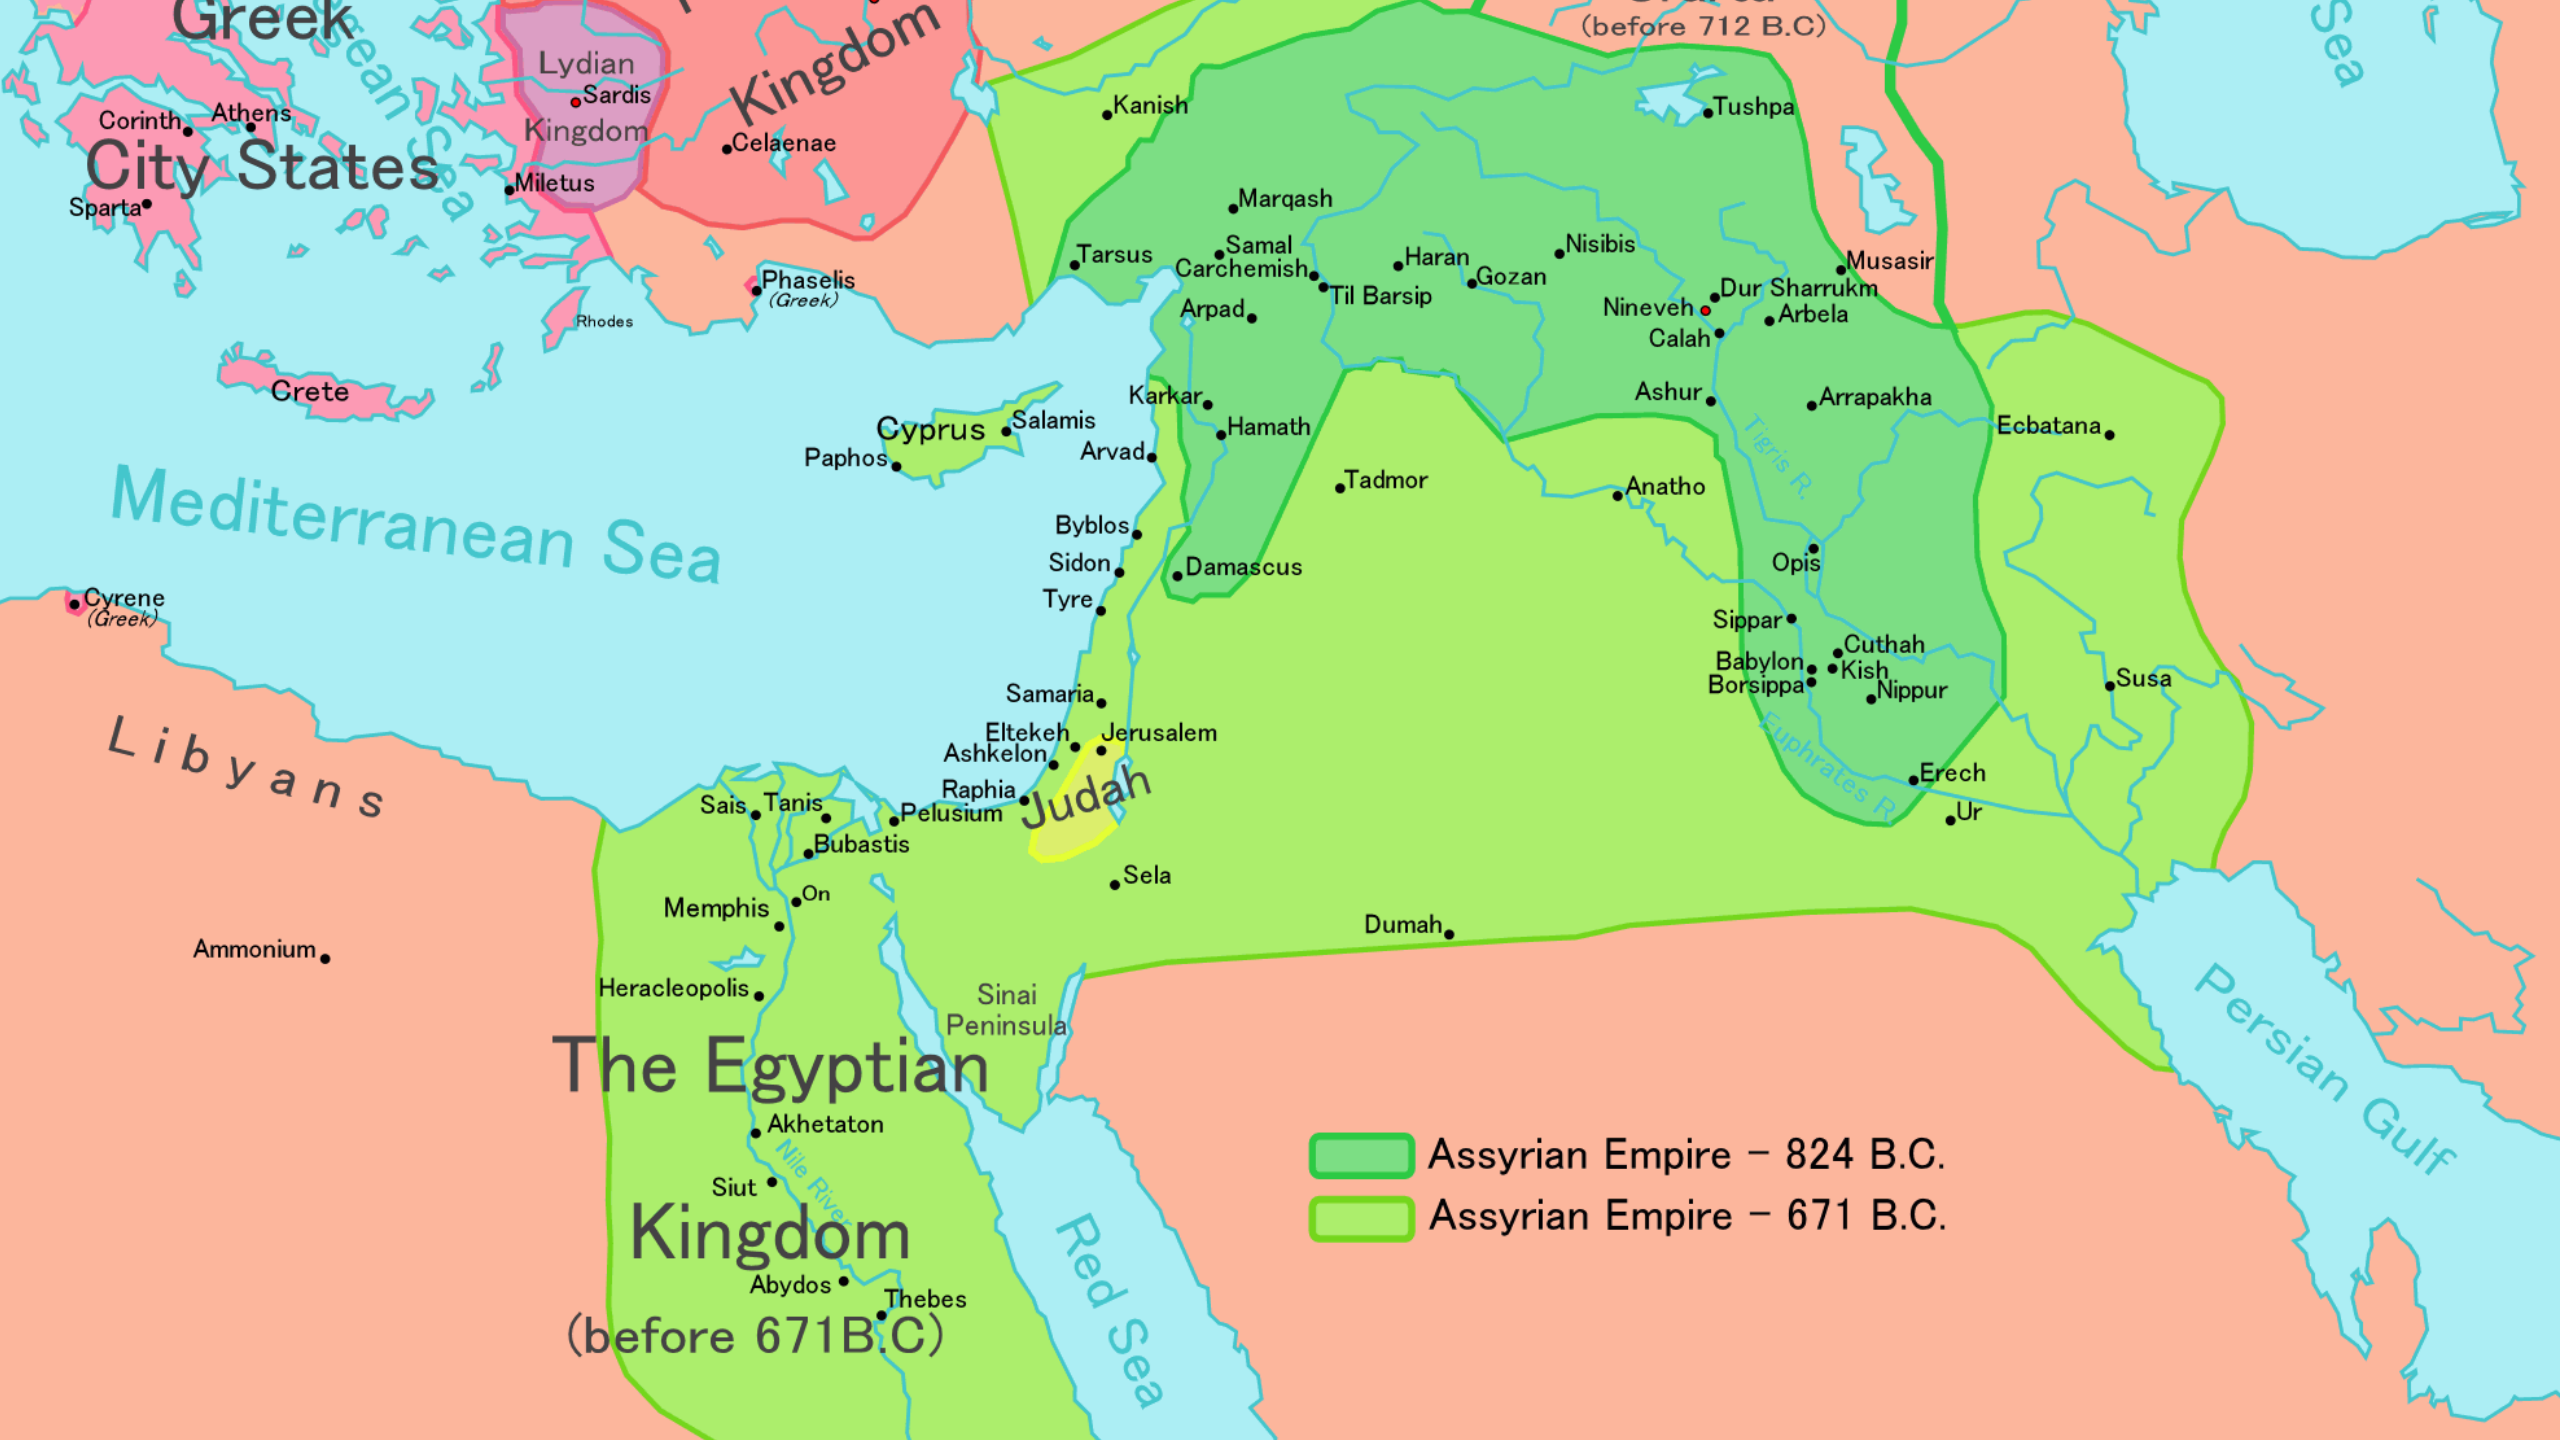 Greek
City States
Corinth
Athens
Sparta
Sea
Lydian
Sardis
Kingdom
Miletus
Kingdom
Celaenae
(before 712 B.C)
Sea
Kanish
Tushpa
Marqash
Tarsus
Samal
Carchemish
Til Barsip
Haran
Gozan
Nisibis
Musasir
Dur Sharrukm
Nineveh
Arbela
Calah
Arpad
Phaselis
(Greek)
Rhodes
Crete
Cyprus
Salamis
Paphos
Karkar
Hamath
Arvad
Ashur
Arrapakha
Ecbatana
Tigris R.
Tadmor
Anatho
Mediterranean Sea
Byblos
Sidon
Damascus
Tyre
Opis
Cyrene
(Greek)
Sippar
Cuthah
Babylon
Kish
Borsippa
Nippur
Susa
Samaria
Eltekeh
Jerusalem
Ashkelon
Raphia
Judah
Euphrates R
Erech
Ur
Libyans
Sais
Tanis
Pelusium
Bubastis
On
Memphis
Sela
Dumah
Ammonium
Heracleopolis
Sinai
Peninsula
Persian Gulf
The Egyptian
Akhetaton
Nile River
Siut
Kingdom
Abydos
Thebes
(before 671B.C)
Red Sea
Assyrian Empire – 824 B.C.
Assyrian Empire – 671 B.C.